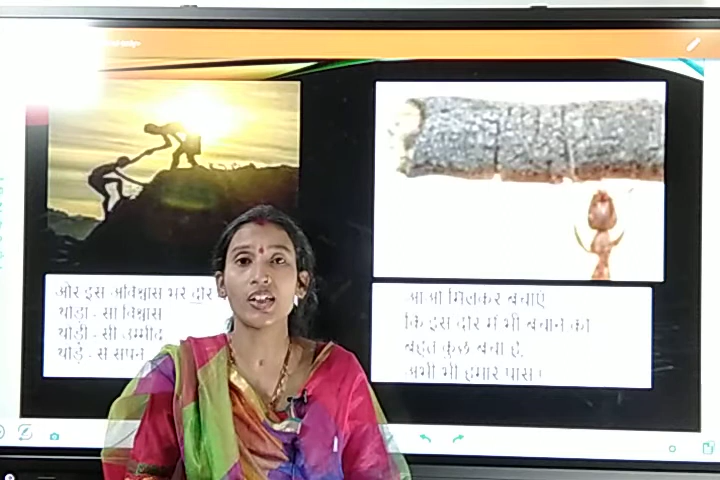 और इस अविश्वास भरे दौर
थोड़ा - सा विश्वास
थोड़ी - सी उम्मीद
थोड़े - से सपने
आओ मिलकर बचाएँ
कि इस दौर में भी बचाने को
बहुत कुछ बचा है,
अभी भी हमारे पास !